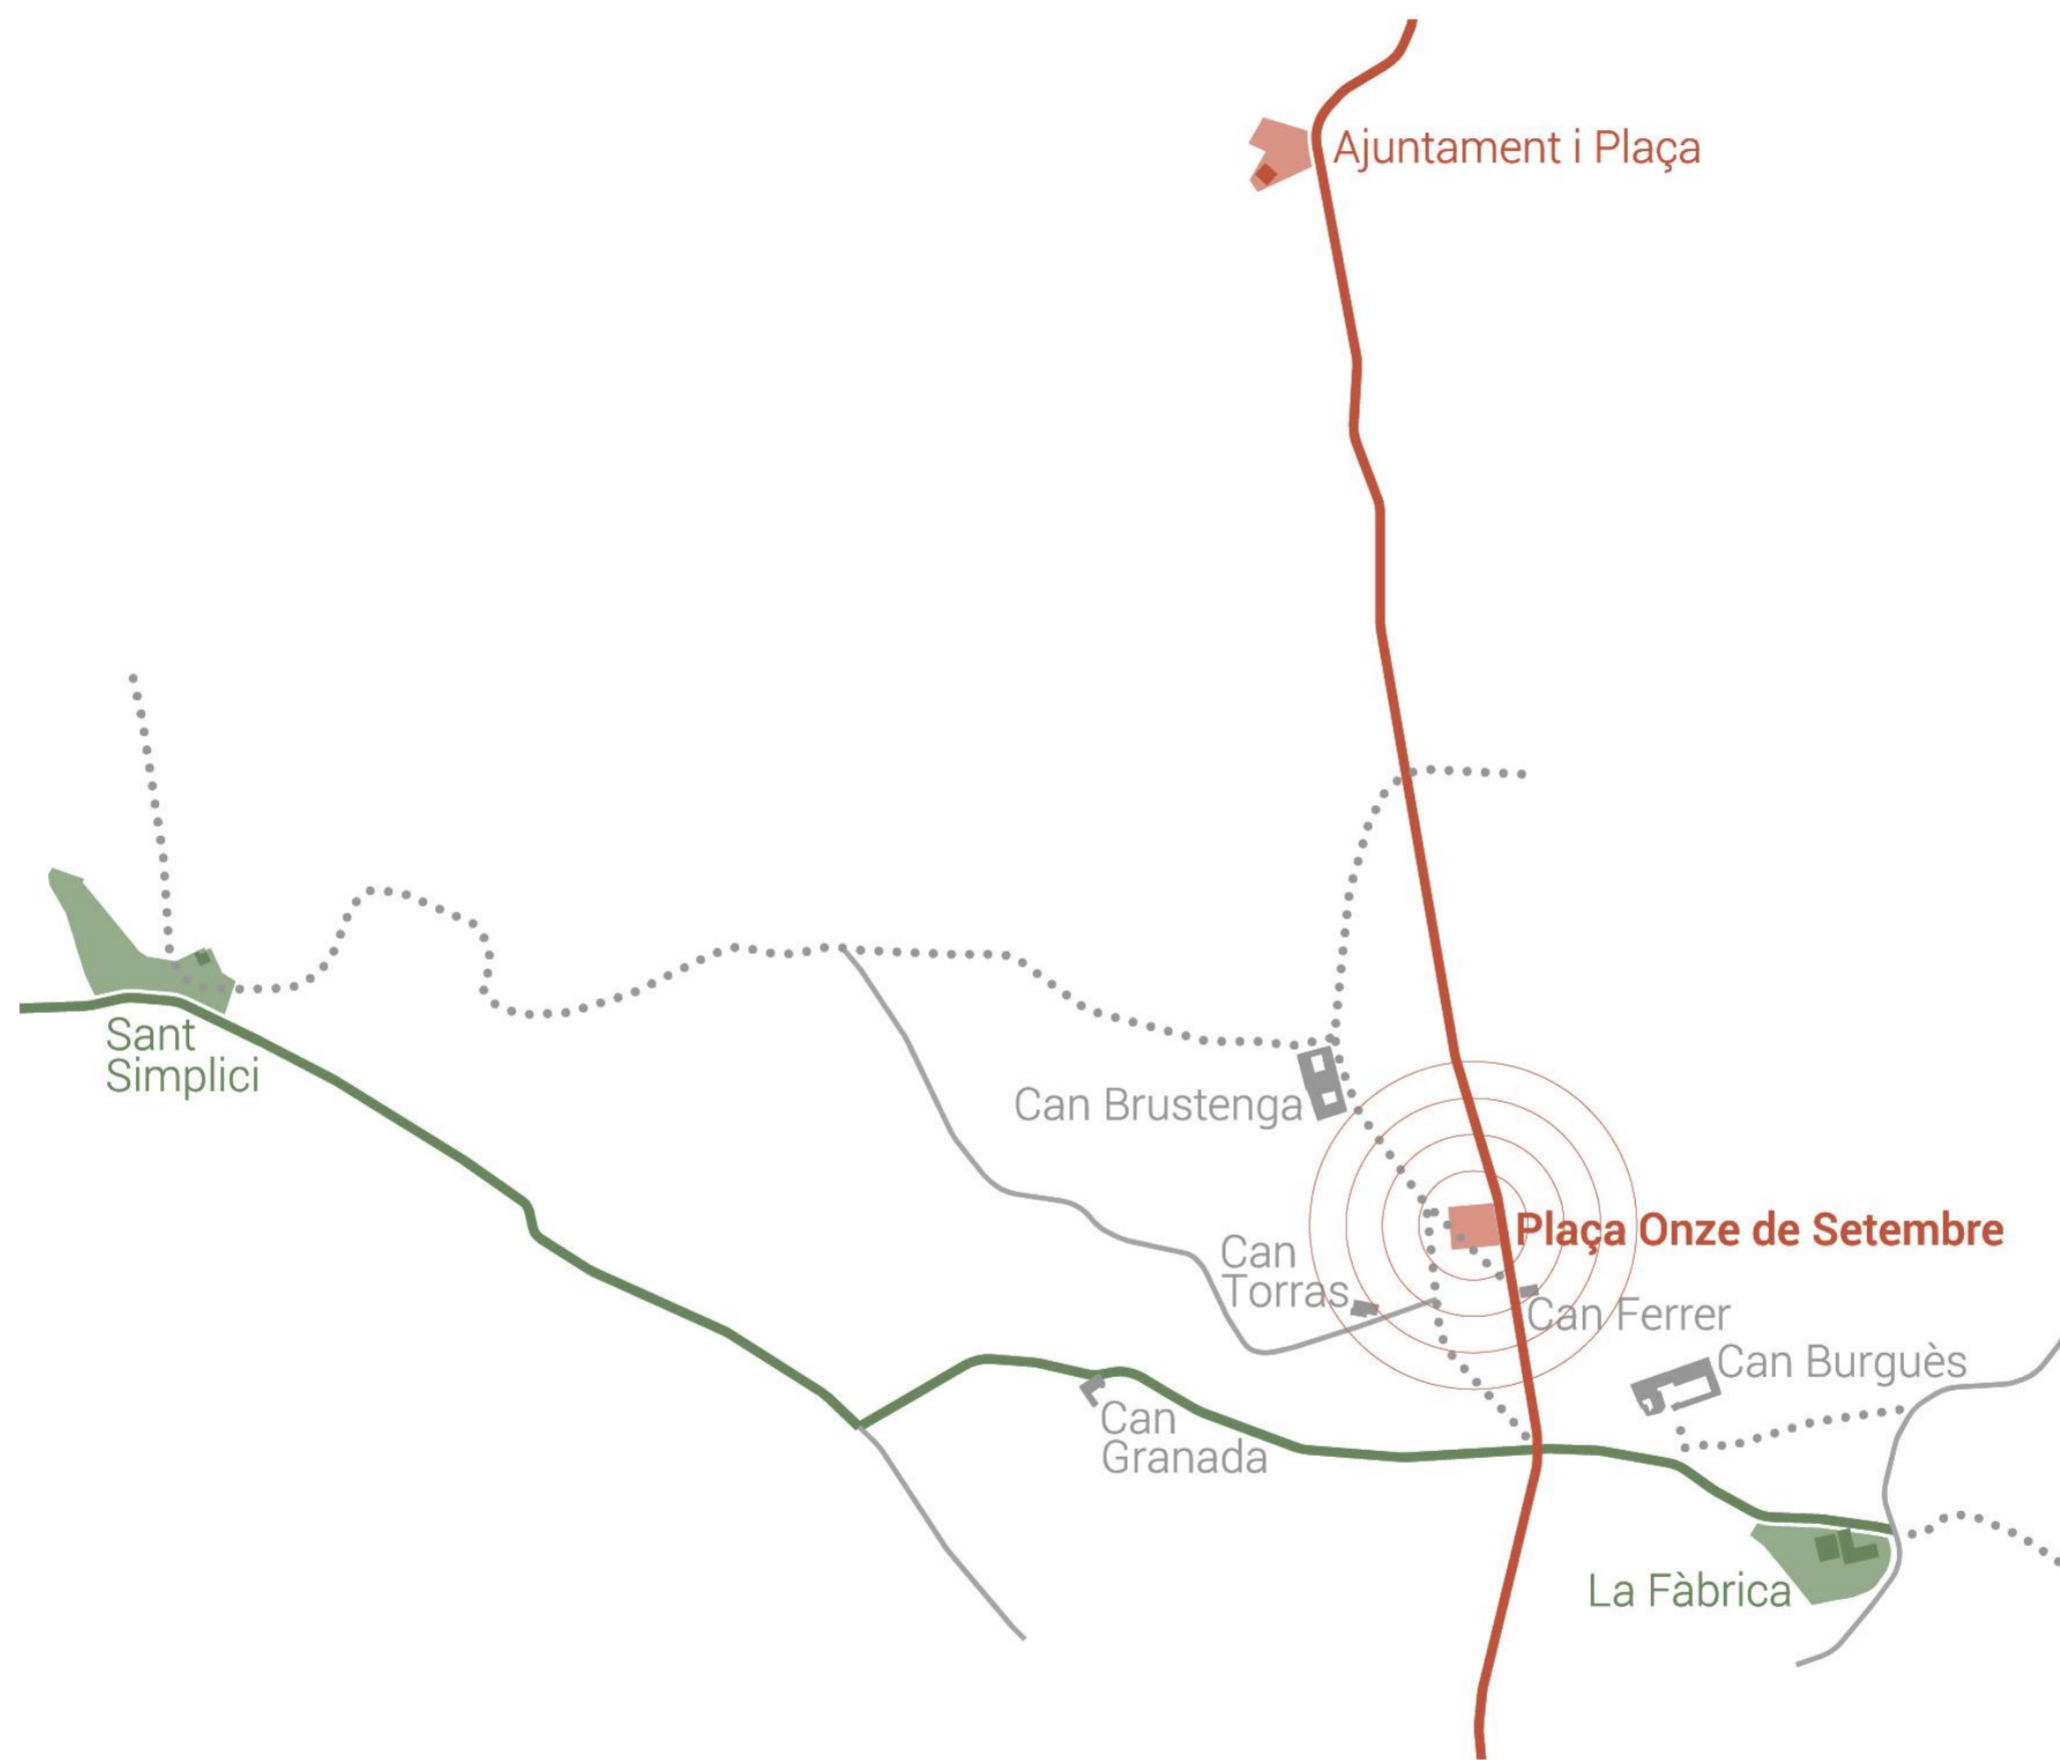 Ajuntament i Plaça
Sant
Simplici
Can Brustenga
Plaça Onze de Setembre
Can
Torras
Can Ferrer
Can Burguès
Can
Granada
La Fàbrica